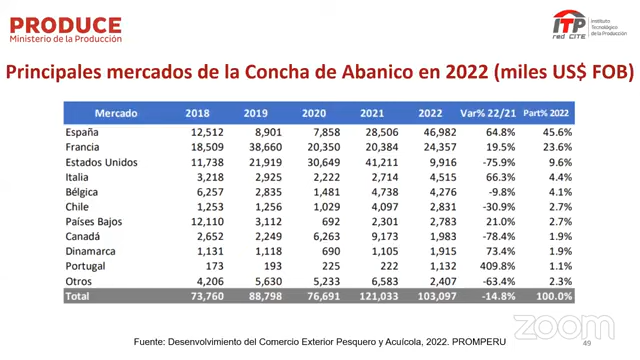 PRODUCE
Ministerio de la Producción
ITP
red CITE
Instituto
Tecnológico
de la Producción
Principales mercados de la Concha de Abanico en 2022 (miles US$ FOB)
Mercado 2018 2019 2020 2021 2022 Var% 22/21 Part% 2022
España 12,512 8,901 7,858 28,506 46,982 64.8% 45.6%
Francia 18,509 38,660 20,350 20,384 24,357 19.5% 23.6%
Estados Unidos 11,738 21,919 30,649 41,211 9,916 -75.9% 9.6%
Italia 3,218 2,925 2,222 2,714 4,515 66.3% 4.4%
Bélgica 6,257 2,835 1,481 4,738 4,276 -9.8% 4.1%
Chile 1,253 1,256 1,029 4,097 2,831 -30.9% 2.7%
Países Bajos 12,110 3,112 692 2,301 2,783 21.0% 2.7%
Canadá 2,652 2,249 6,263 9,173 1,983 -78.4% 1.9%
Dinamarca 1,131 1,118 690 1,105 1,915 73.4% 1.9%
Portugal 173 193 225 222 1,132 409.8% 1.1%
Otros 4,206 5,630 5,233 6,583 2,407 -63.4% 2.3%
Total 73,760 88,798 76,691 121,033 103,097 -14.8% 100.0%
zoom
Fuente: Desenvolvimiento del Comercio Exterior Pesquero y Acuícola, 2022. PROMPERU
49